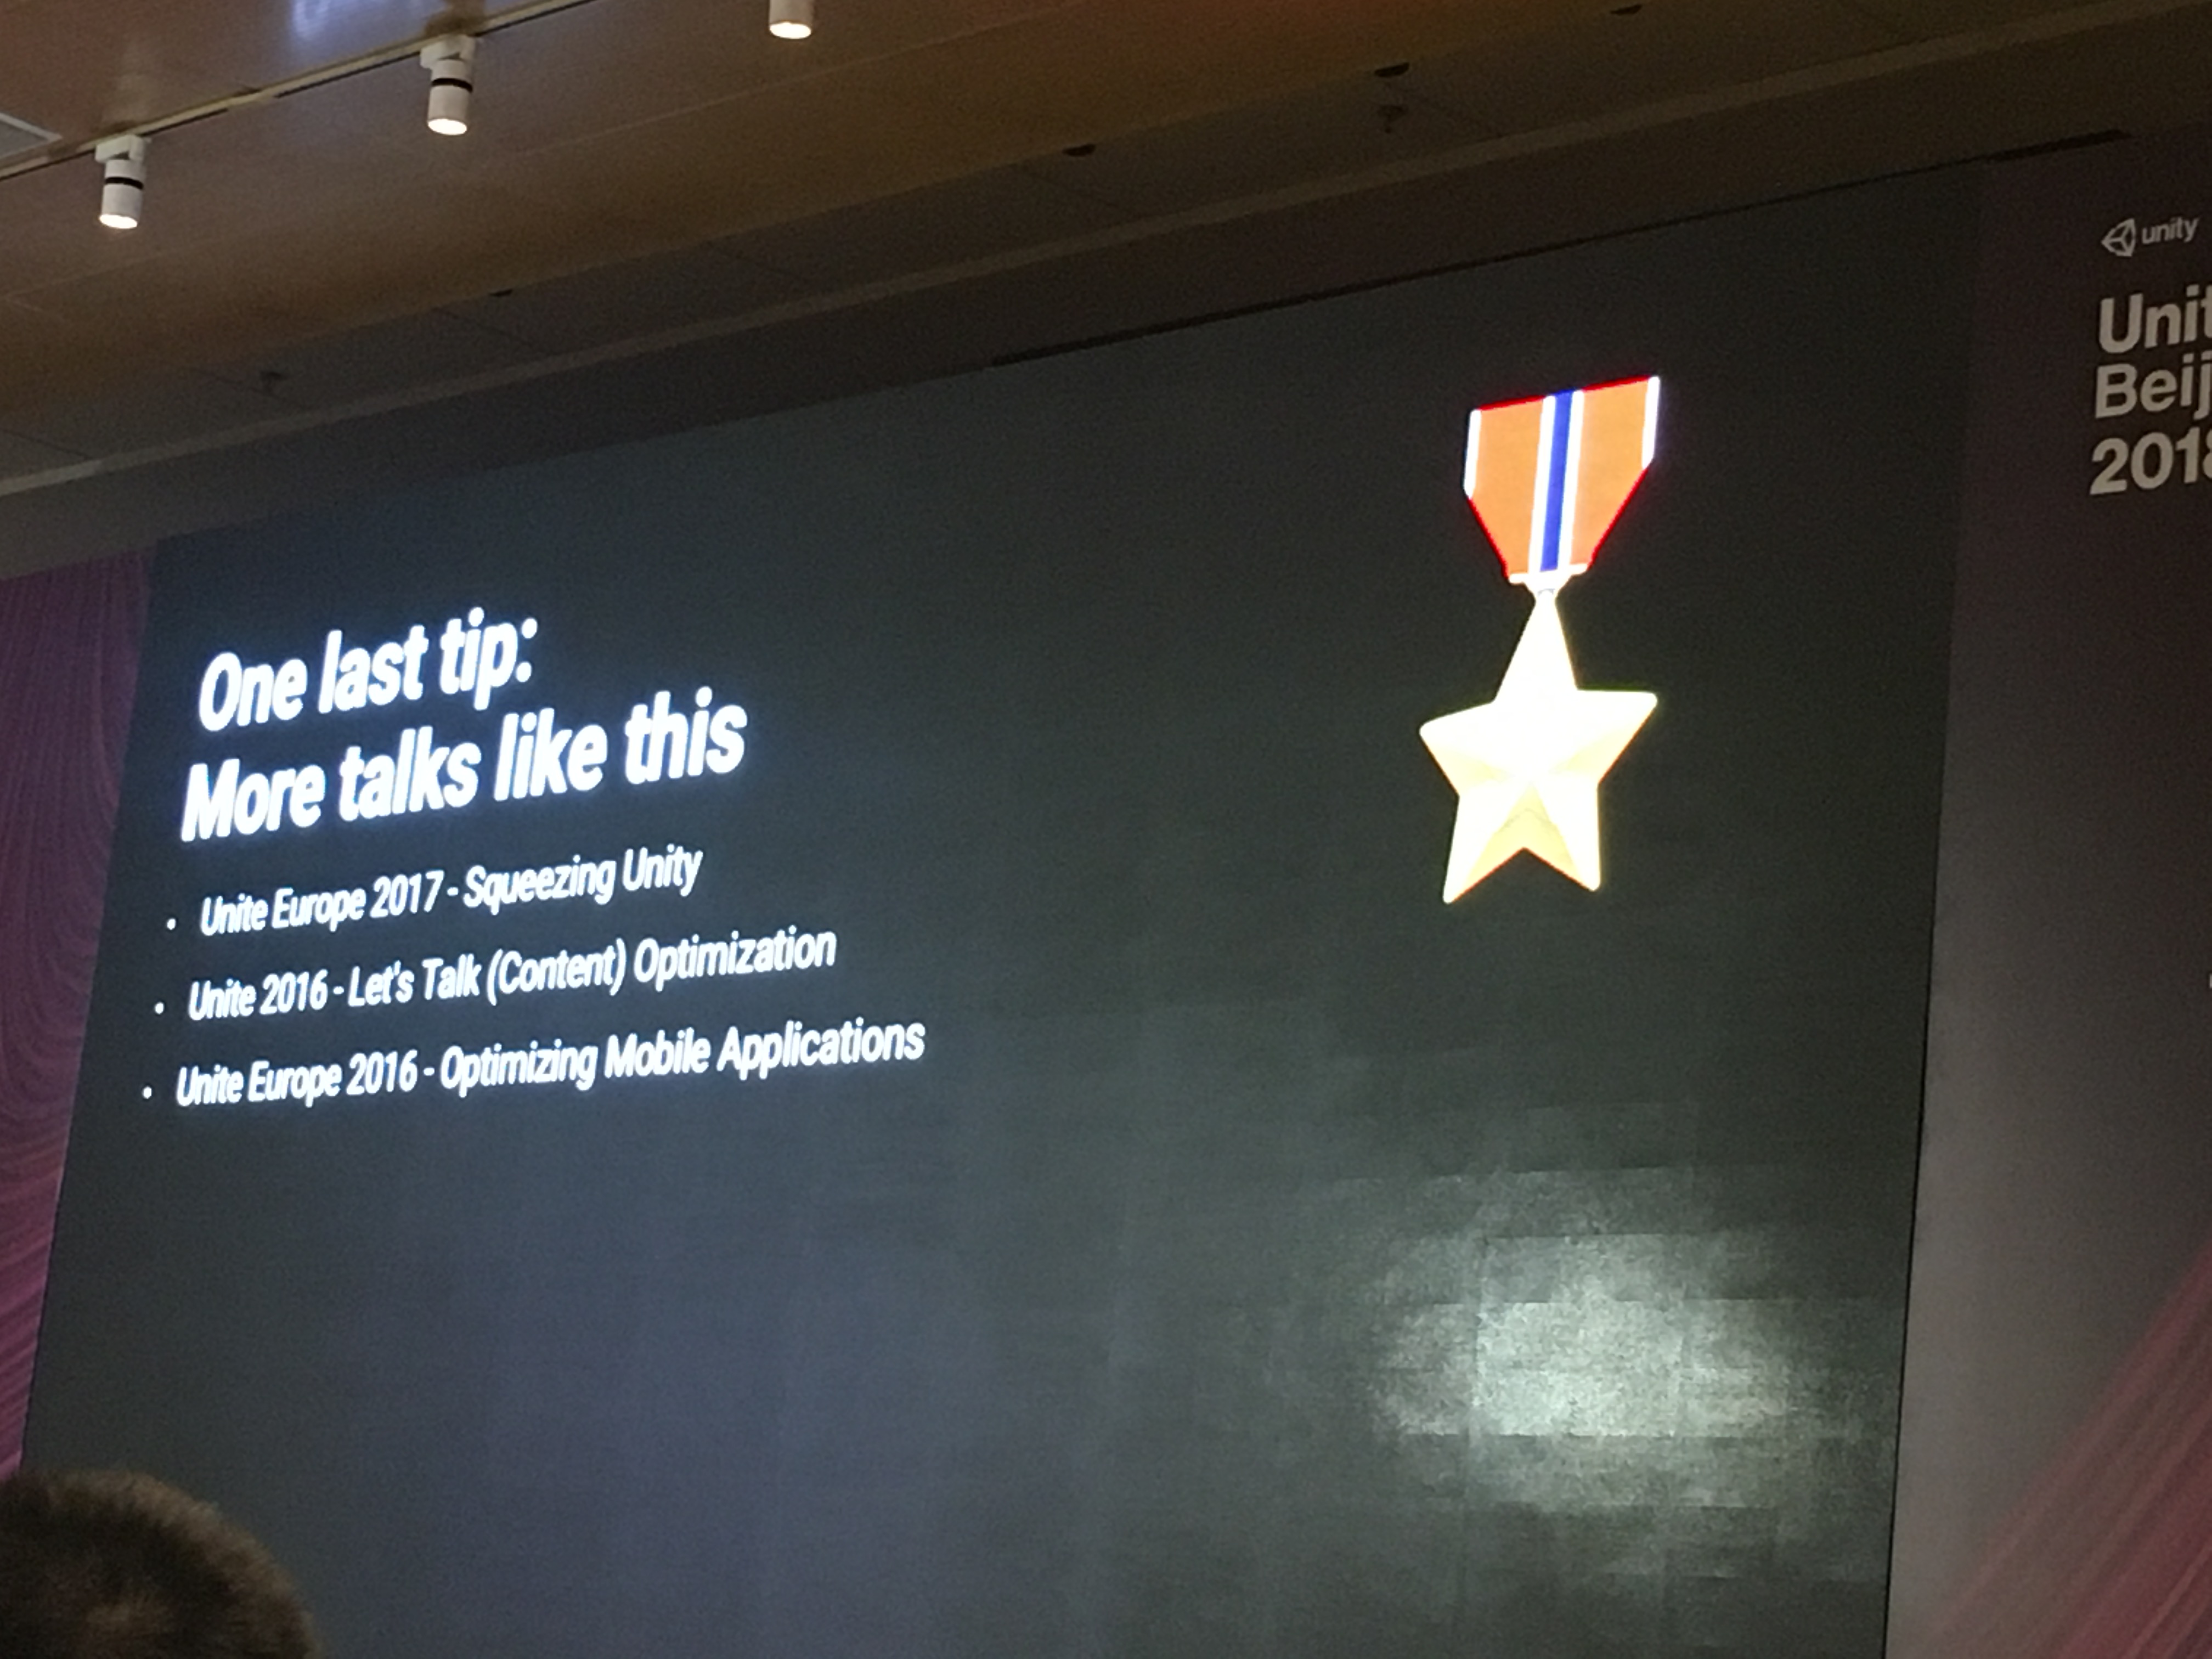 One last tip:
More talks like this
• Unite Europe 2017 - Squeezing Unity
• Unite 2016 - Let's Talk (Content) Optimization
• Unite Europe 2016 - Optimizing Mobile Applications
unity
Unit
Beij
2018